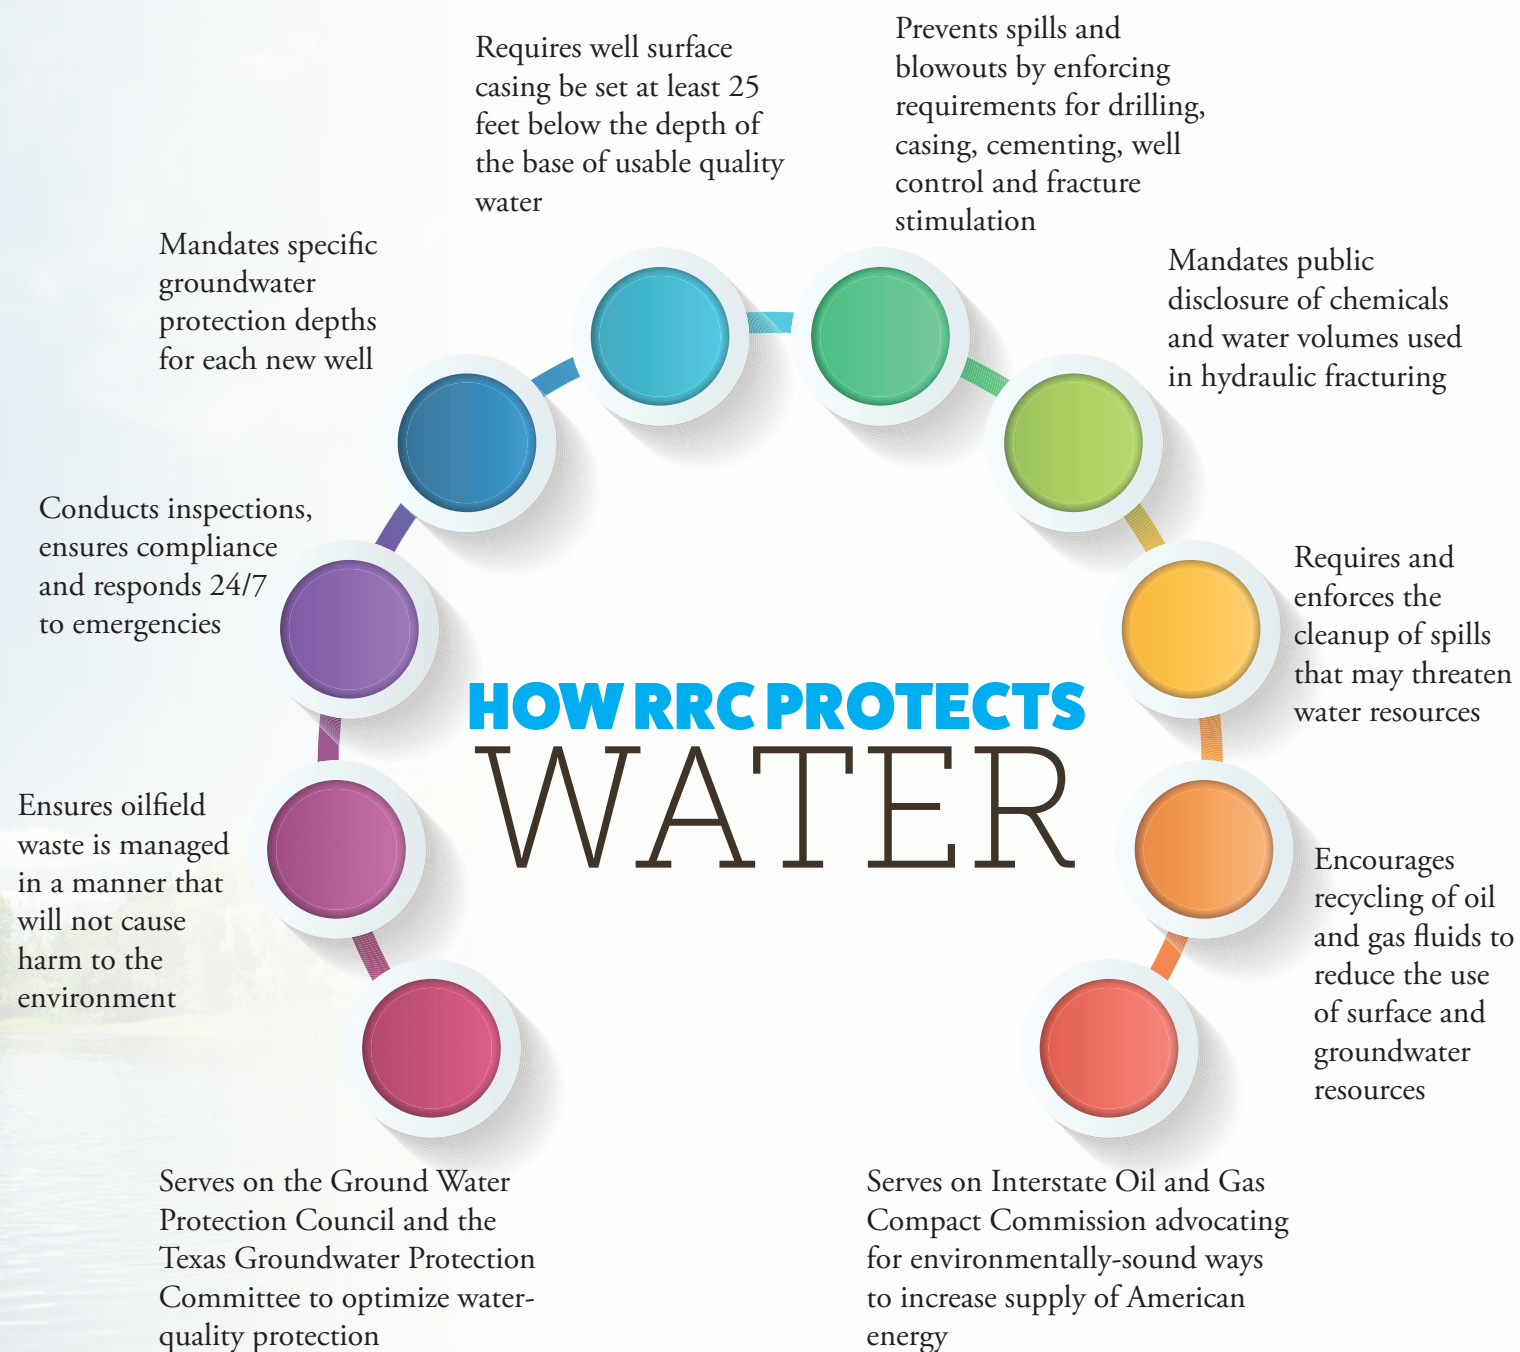 Requires well surface
casing be set at least 25
feet below the depth of
the base of usable quality
water
Prevents spills and
blowouts by enforcing
requirements for drilling,
casing, cementing, well
control and fracture
stimulation
Mandates specific
groundwater
protection depths
for each new well
Mandates public
disclosure of chemicals
and water volumes used
in hydraulic fracturing
Conducts inspections,
ensures compliance
and responds 24/7
to emergencies
Requires and
enforces the
cleanup of spills
that may threaten
water resources
HOW RRC PROTECTS
WATER
Ensures oilfield
waste is managed
in a manner that
will not cause
harm to the
environment
Encourages
recycling of oil
and gas fluids to
reduce the use
of surface and
groundwater
resources
Serves on the Ground Water
Protection Council and the
Texas Groundwater Protection
Committee to optimize water-
quality protection
Serves on Interstate Oil and Gas
Compact Commission advocating
for environmentally-sound ways
to increase supply of American
energy